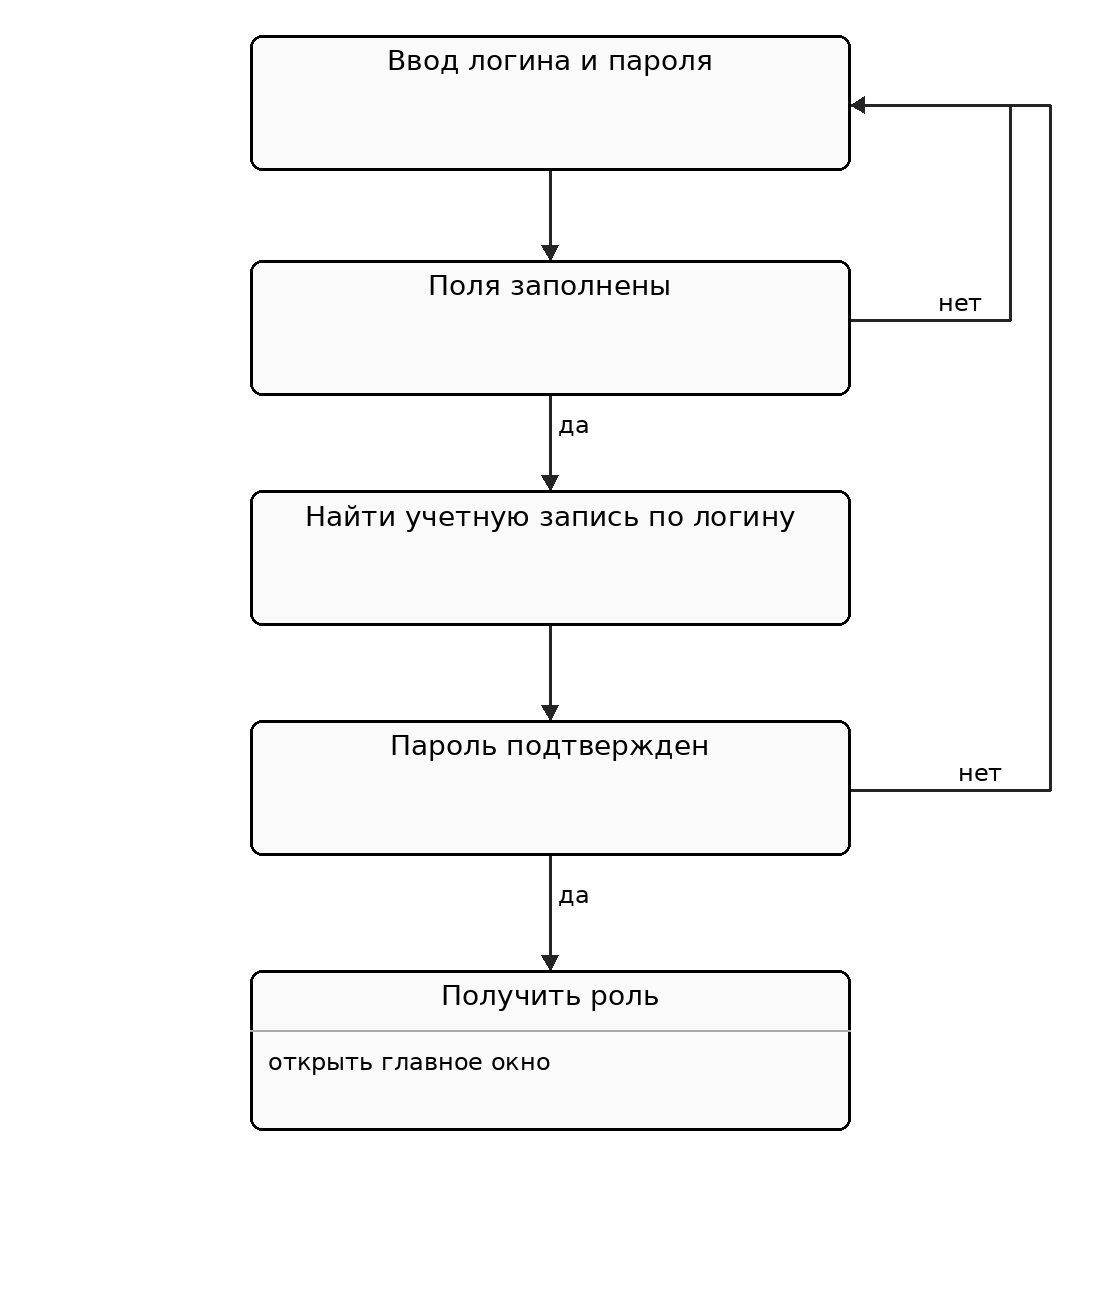 Ввод логина и пароля
Поля заполнены
нет
да
Найти учетную запись по логину
Пароль подтвержден
нет
да
Получить роль
открыть главное окно